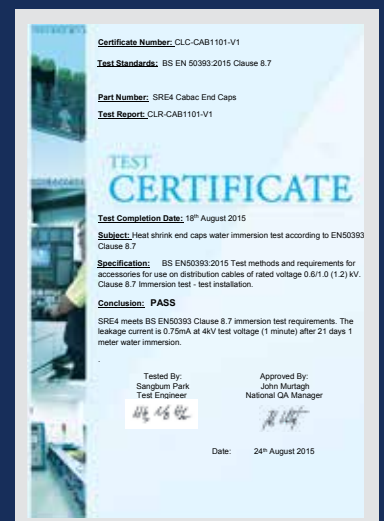 Certificate Number: CLC-CAB1101-V1
Test Standards: BS EN 50393:2015 Clause 8.7
Part Number: SRE4 Cabac End Caps
Test Report: CLR-CAB1101-V1
TEST
CERTIFICATE
Test Completion Date: 18th August 2015
Subject: Heat shrink end caps water immersion test according to EN50393
Clause 8.7
Specification: BS EN50393:2015 Test methods and requirements for
accessories for use on distribution cables of rated voltage 0.6/1.0 (1.2) kV.
Clause 8.7 Immersion test - test installation.
Conclusion: PASS
SRE4 meets BS EN50393 Clause 8.7 immersion test requirements. The
leakage current is 0.75mA at 4kV test voltage (1 minute) after 21 days 1
meter water immersion.
.
Tested By: Approved By:
Sangbum Park John Murtagh
Test Engineer National QA Manager
Date: 24th August 2015